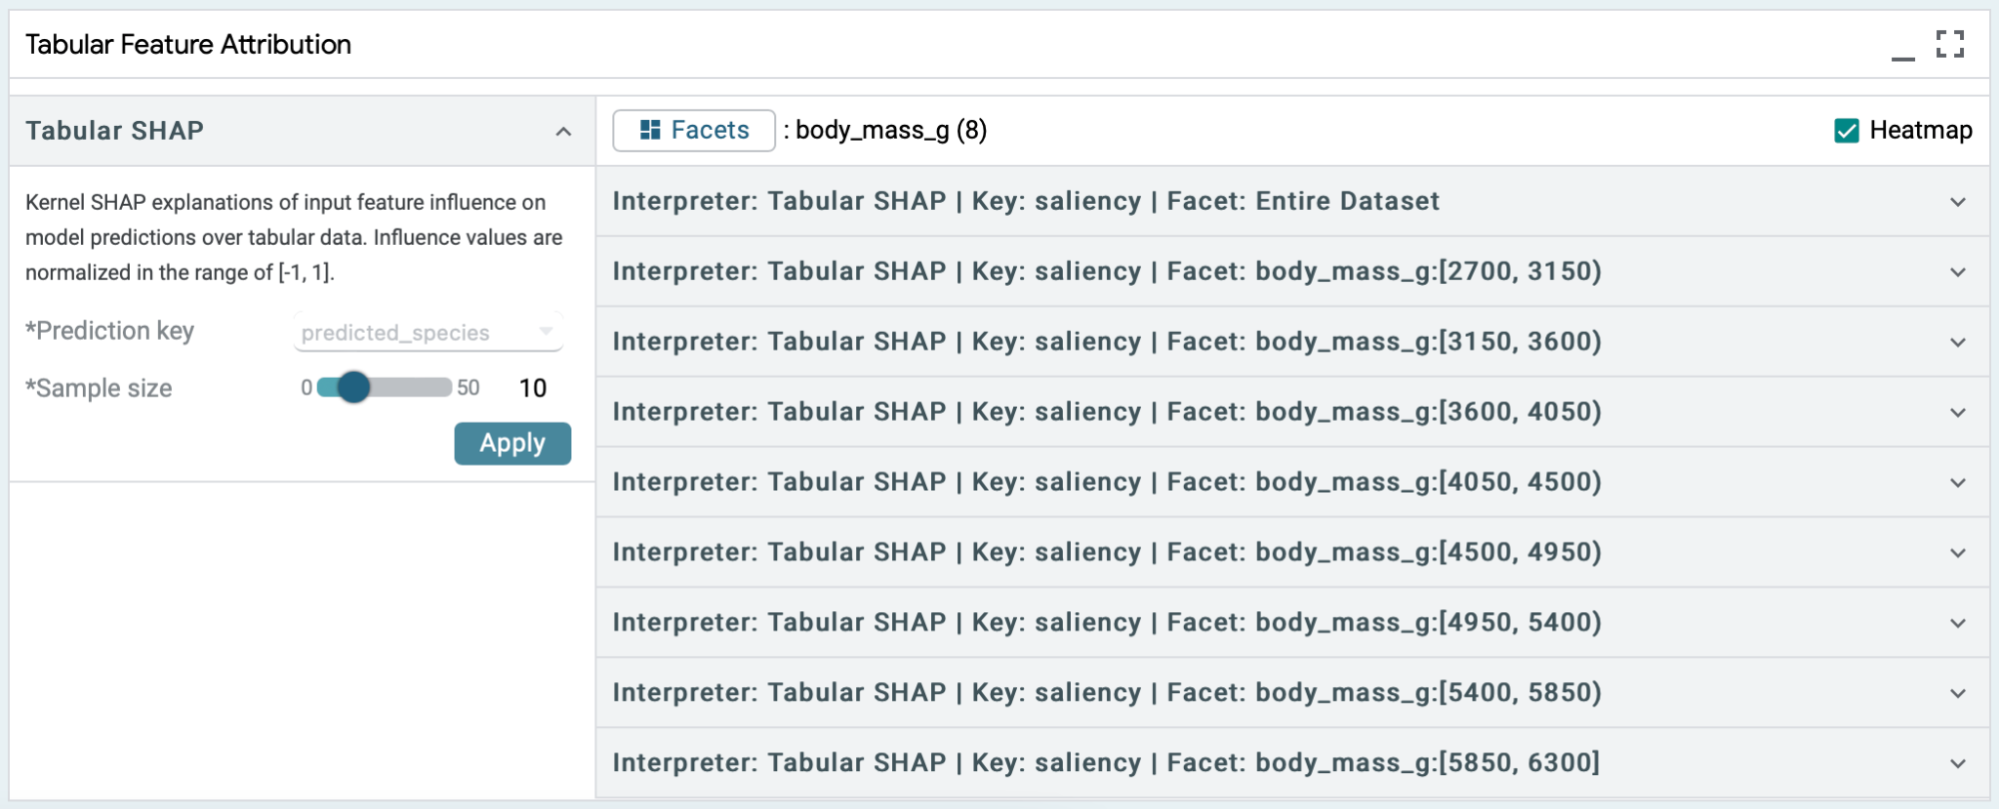 Tabular Feature Attribution
Tabular SHAP
Kernel SHAP explanations of input feature influence on
model predictions over tabular data. Influence values are
normalized in the range of [-1, 1].
*Prediction key predicted_species
*Sample size 0 50 10
Apply
Facets : body_mass_g (8) Heatmap
Interpreter: Tabular SHAP | Key: saliency | Facet: Entire Dataset
Interpreter: Tabular SHAP | Key: saliency | Facet: body_mass_g:[2700, 3150)
Interpreter: Tabular SHAP | Key: saliency | Facet: body_mass_g:[3150, 3600)
Interpreter: Tabular SHAP | Key: saliency | Facet: body_mass_g:[3600, 4050)
Interpreter: Tabular SHAP | Key: saliency | Facet: body_mass_g:[4050, 4500)
Interpreter: Tabular SHAP | Key: saliency | Facet: body_mass_g:[4500, 4950)
Interpreter: Tabular SHAP | Key: saliency | Facet: body_mass_g:[4950, 5400)
Interpreter: Tabular SHAP | Key: saliency | Facet: body_mass_g:[5400, 5850)
Interpreter: Tabular SHAP | Key: saliency | Facet: body_mass_g:[5850, 6300]